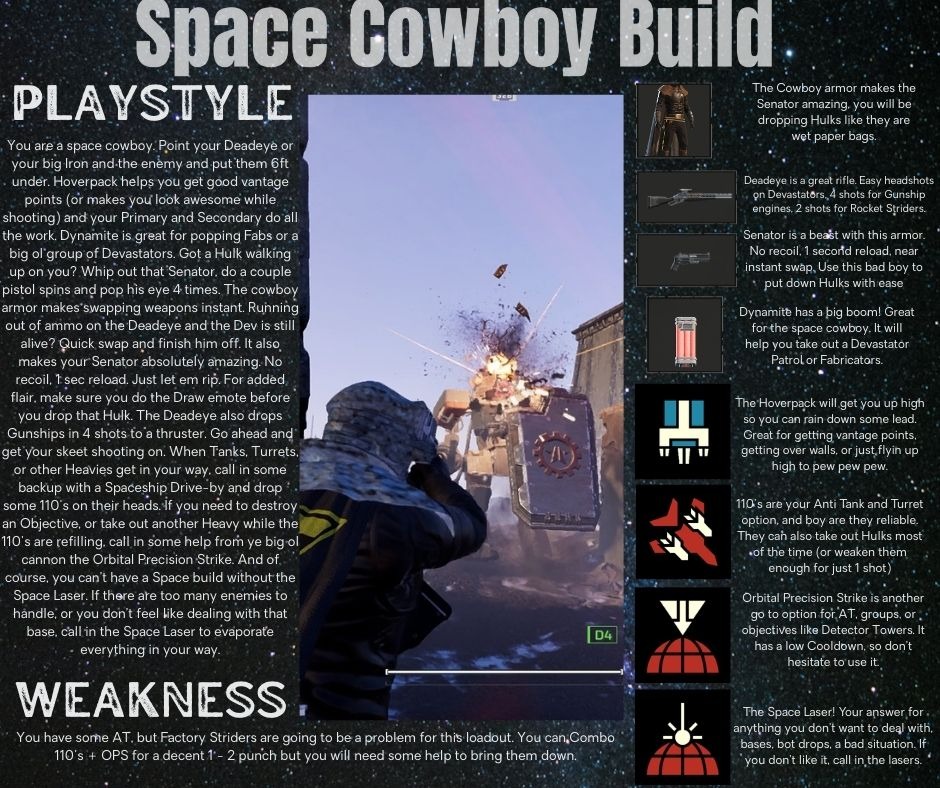 Space Cowboy Build
PLAYSTYLE
You are a space cowboy. Point your Deadeye or
your big Iron and the enemy and put them 6ft
under. Hoverpack helps you get good vantage
points (or makes you look awesome while
shooting) and your Primary and Secondary do all
the work. Dynamite is great for popping Fabs or a
big ol group of Devastators. Got a Hulk walking
up on you? Whip out that Senator, do a couple
pistol spins and pop his eye 4 times. The cowboy
armor makes swapping weapons instant. Running
out of ammo on the Deadeye and the Dev is still
alive? Quick swap and finish him off. It also
makes your Senator absolutely amazing. No
recoil, 1 sec reload. Just let em rip. For added
flair, make sure you do the Draw emote before
you drop that Hulk. The Deadeye also drops
Gunships in 4 shots to a thruster. Go ahead and
get your skeet shooting on. When Tanks, Turrets,
or other Heavies get in your way, call in some
backup with a Spaceship Drive-by and drop
some 110's on their heads. If you need to destroy
an Objective, or take out another Heavy while the
110's are refilling, call in some help from ye big ol
cannon the Orbital Precision Strike. And of
course, you can't have a Space build without the
Space Laser. If there are too many enemies to
handle, or you don't feel like dealing with that
base, call in the Space Laser to evaporate
everything in your way.
WEAKNESS
You have some AT, but Factory Striders are going to be a problem for this loadout. You can Combo
110's + OPS for a decent 1 - 2 punch but you will need some help to bring them down.
D4
The Cowboy armor makes the
Senator amazing, you will be
dropping Hulks like they are
wet paper bags.
Deadeye is a great rifle. Easy headshots
on Devastators, 4 shots for Gunship
engines, 2 shots for Rocket Striders.
Senator is a beast with this armor.
No recoil, 1 second reload, near
instant swap. Use this bad boy to
put down Hulks with ease
Dynamite has a big boom! Great
for the space cowboy. It will
help you take out a Devastator
Patrol or Fabricators.
The Hoverpack will get you up high
so you can rain down some lead.
Great for getting vantage points,
getting over walls, or just flyin up
high to pew pew pew.
110's are your Anti Tank and Turret
option, and boy are they reliable.
They can also take out Hulks most
of the time (or weaken them
enough for just 1 shot)
Orbital Precision Strike is another
go to option for AT, groups, or
objectives like Detector Towers. It
has a low Cooldown, so don't
hesitate to use it.
The Space Laser! Your answer for
anything you don't want to deal with,
bases, bot drops, a bad situation. If
you don't like it, call in the lasers.